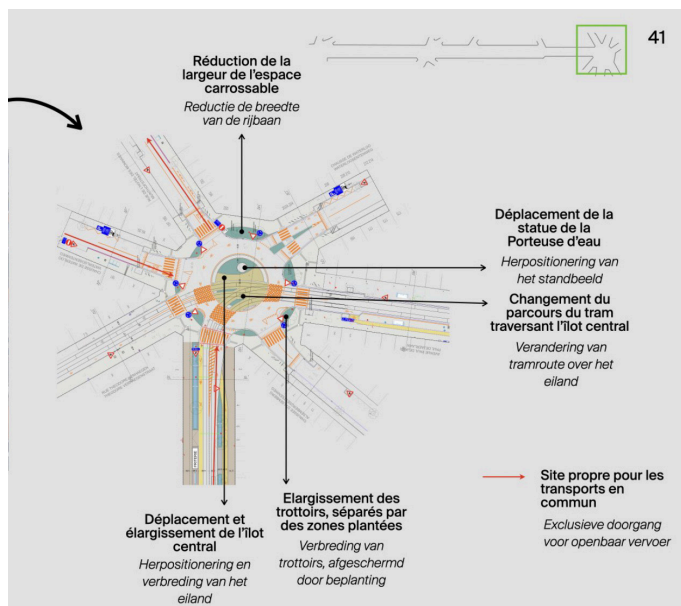 41
Réduction de la
largeur de l'espace
carrossable
Reductie de breedte
van de rijbaan
Déplacement de la
statue de la
Porteuse d'eau
Herpositionering van
het standbeeld
Changement du
parcours du tram
traversant l'îlot central
Verandering van
tramroute over het
eiland
Site propre pour les
transports en
commun
Exclusieve doorgang
voor openbaar vervoer
Elargissement des
trottoirs, séparés par
des zones plantées
Verbreding van
trottoirs, afgeschermd
door beplanting
Déplacement et
élargissement de l'îlot
central
Herpositionering en
verbreding van het
eiland